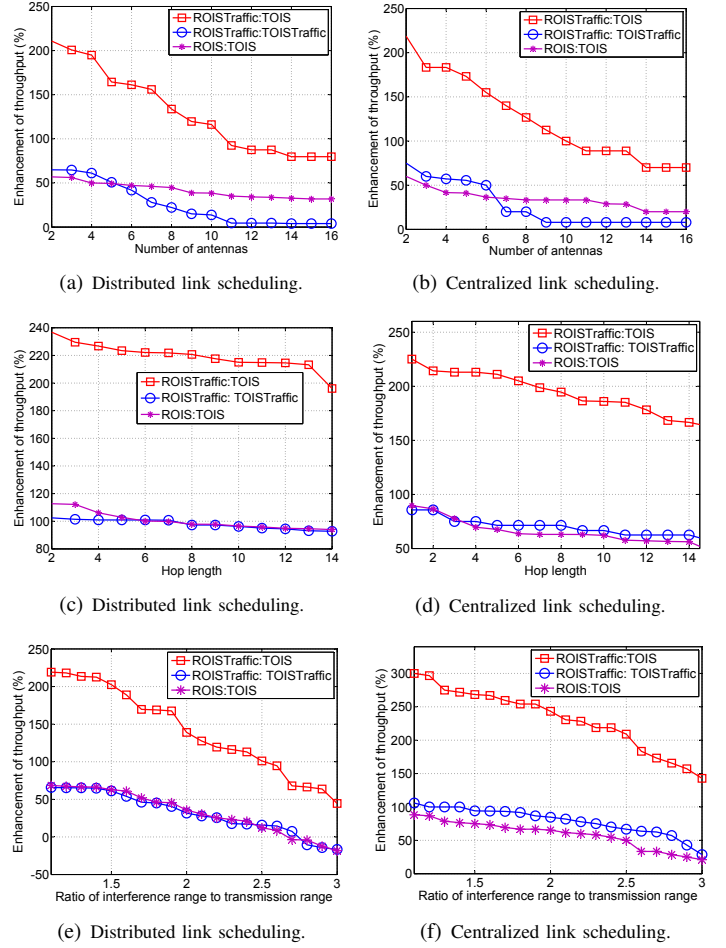 250
200
150
100
50
0
Enhancement of throughput (%)
ROISTraffic:TOIS
ROISTraffic: TOISTraffic
ROIS:TOIS
2 4 6 8 10 12 14 16
Number of antennas
(a) Distributed link scheduling.
200
150
100
50
0
Enhancement of throughput (%)
ROISTraffic:TOIS
ROISTraffic: TOISTraffic
ROIS:TOIS
2 4 6 8 10 12 14 16
Number of antennas
(b) Centralized link scheduling.
240
220
200
180
160
140
120
100
80
Enhancement of throughput (%)
ROISTraffic:TOIS
ROISTraffic: TOISTraffic
ROIS:TOIS
2 4 6 8 10 12 14
Hop length
(c) Distributed link scheduling.
250
200
150
100
50
Enhancement of throughput (%)
ROISTraffic:TOIS
ROISTraffic: TOISTraffic
ROIS:TOIS
2 4 6 8 10 12 14
Hop length
(d) Centralized link scheduling.
250
200
150
100
50
0
-50
Enhancement of throughput (%)
ROISTraffic:TOIS
ROISTraffic: TOISTraffic
ROIS:TOIS
1.5 2 2.5 3
Ratio of interference range to transmission range
(e) Distributed link scheduling.
300
250
200
150
100
50
0
Enhancement of throughput (%)
ROISTraffic:TOIS
ROISTraffic: TOISTraffic
ROIS:TOIS
1.5 2 2.5 3
Ratio of interference range to transmission range
(f) Centralized link scheduling.